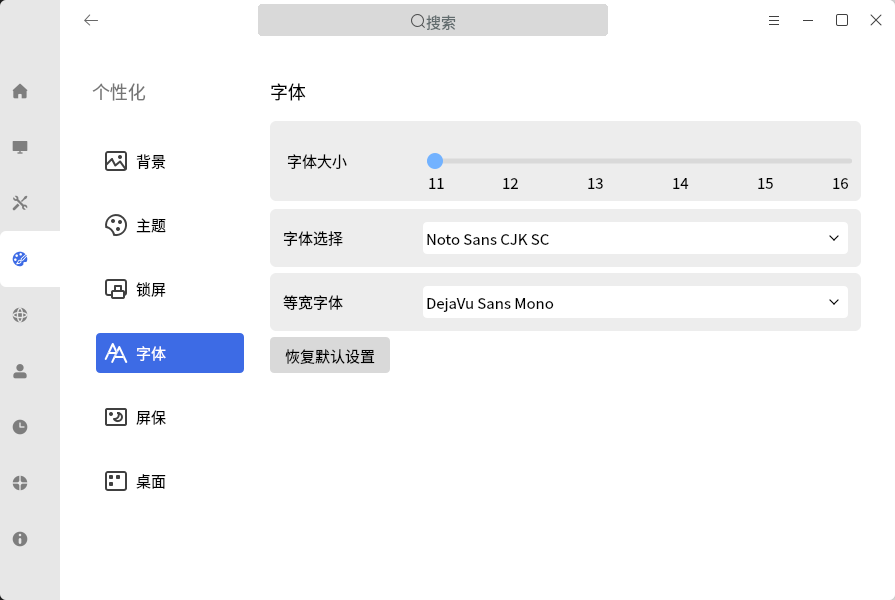 搜索
个性化
背景
主题
锁屏
字体
屏保
桌面
字体
字体大小
11 12 13 14 15 16
字体选择 Noto Sans CJK SC
等宽字体 DejaVu Sans Mono
恢复默认设置